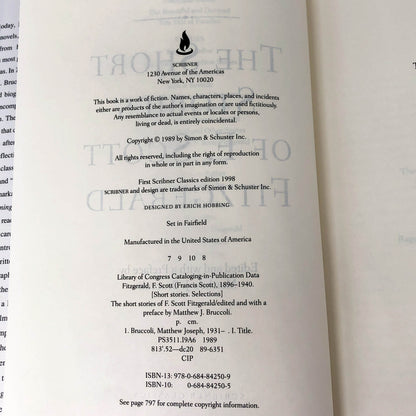 SCRIBNER
1230 Avenue of the Americas
New York, NY 10020
This book is a work of fiction. Names, characters, places, and incidents
either are products of the author's imagination or are used fictitiously.
Any resemblance to actual events or locales or persons,
living or dead, is entirely coincidental.
Copyright © 1989 by Simon & Schuster Inc.
All rights reserved, including the right of reproduction
in whole or in part in any form.
First Scribner Classics edition 1998
SCRIBNER and design are trademarks of Simon & Schuster Inc.
DESIGNED BY ERICH HOBBING
Set in Fairfield
Manufactured in the United States of America
7 9 10 8
Library of Congress Cataloging-in-Publication Data
Fitzgerald, F. Scott (Francis Scott), 1896–1940.
[Short stories. Selections]
The short stories of F. Scott Fitzgerald/edited and with a
preface by Matthew J. Bruccoli.
p. cm.
1. Bruccoli, Matthew Joseph, 1931– . I. Title.
PS3511.I9A6 1989
813'.52—dc20 89-6351
CIP
ISBN-13: 978-0-684-84250-9
ISBN-10: 0-684-84250-5
See page 797 for complete copyright information.